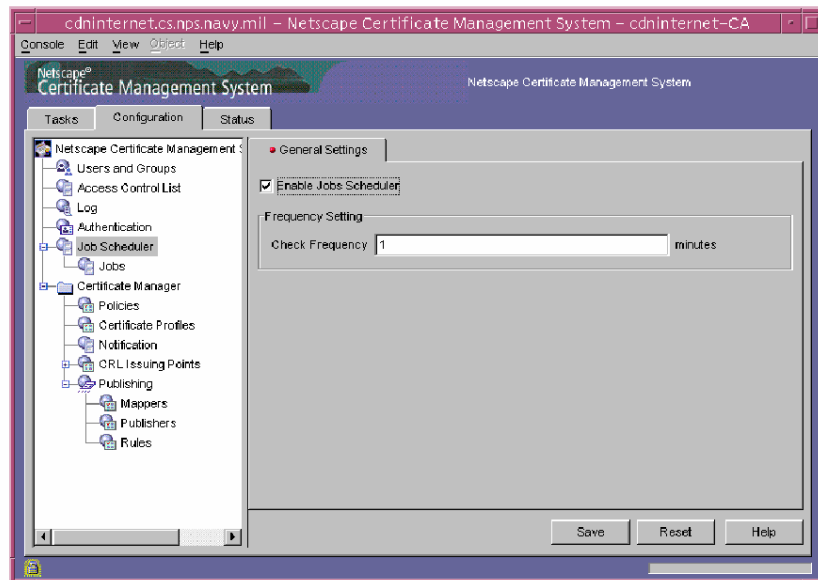 cdninternet.cs.nps.navy.mil – Netscape Certificate Management System – cdninternet-CA
Console Edit View Object Help
Netscape®
Certificate Management System
Netscape Certificate Management System
Tasks Configuration Status
Netscape Certificate Management S
Users and Groups
Access Control List
Log
Authentication
Job Scheduler
Jobs
Certificate Manager
Policies
Certificate Profiles
Notification
CRL Issuing Points
Publishing
Mappers
Publishers
Rules
General Settings
Enable Jobs Scheduler
Frequency Setting
Check Frequency 1 minutes
Save Reset Help